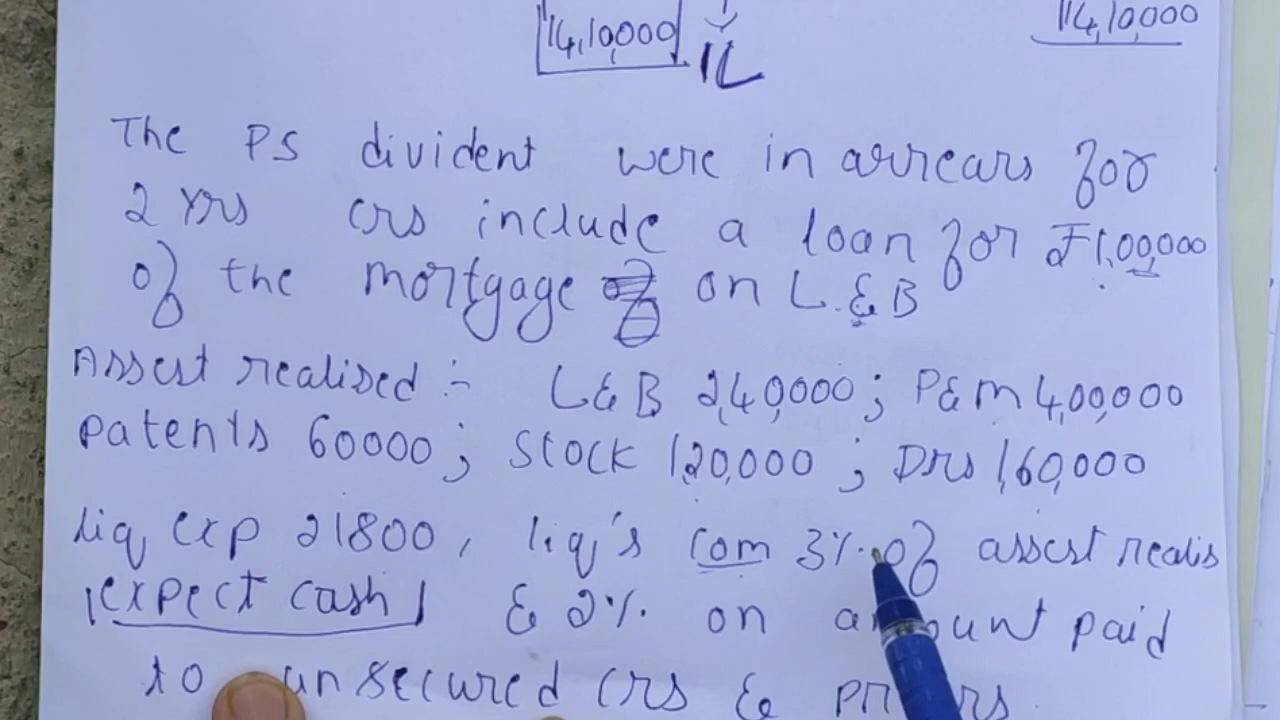 14,10,000 14,10,000
1L
The PS divident were in arrears for
2 Yrs Crs include a loan for ₹1,00,000
of the mortgage on L&B
Assest realised :- L&B 2,40,000; P&M 4,00,000
Patents 60000; Stock 1,20,000; Drs 1,60,000
liq exp 21800, liq's Com 3% of assest realis
(expect cash) & 2% on amount paid
to unsecured Crs &